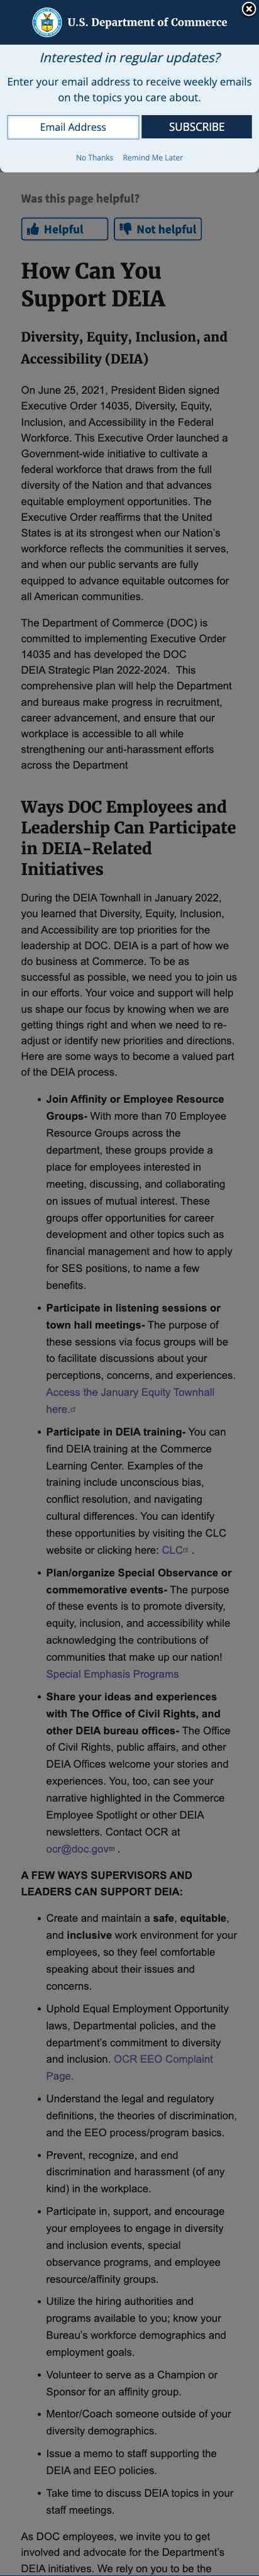 U.S. Department of Commerce
Interested in regular updates?
Enter your email address to receive weekly emails
on the topics you care about.
Email Address
SUBSCRIBE
No Thanks Remind Me Later
Was this page helpful?
Helpful
Not helpful
How Can You
Support DEIA
Diversity, Equity, Inclusion, and
Accessibility (DEIA)
On June 25, 2021, President Biden signed
Executive Order 14035, Diversity, Equity,
Inclusion, and Accessibility in the Federal
Workforce. This Executive Order launched a
Government-wide initiative to cultivate a
federal workforce that draws from the full
diversity of the Nation and that advances
equitable employment opportunities. The
Executive Order reaffirms that the United
States is at its strongest when our Nation's
workforce reflects the communities it serves,
and when our public servants are fully
equipped to advance equitable outcomes for
all American communities.
The Department of Commerce (DOC) is
committed to implementing Executive Order
14035 and has developed the DOC
DEIA Strategic Plan 2022-2024. This
comprehensive plan will help the Department
and bureaus make progress in recruitment,
career advancement, and ensure that our
workplace is accessible to all while
strengthening our anti-harassment efforts
across the Department
Ways DOC Employees and
Leadership Can Participate
in DEIA-Related
Initiatives
During the DEIA Townhall in January 2022,
you learned that Diversity, Equity, Inclusion,
and Accessibility are top priorities for the
leadership at DOC. DEIA is a part of how we
do business at Commerce. To be as
successful as possible, we need you to join us
in our efforts. Your voice and support will help
us shape our focus by knowing when we are
getting things right and when we need to re-
adjust or identify new priorities and directions.
Here are some ways to become a valued part
of the DEIA process.
• Join Affinity or Employee Resource
Groups- With more than 70 Employee
Resource Groups across the
department, these groups provide a
place for employees interested in
meeting, discussing, and collaborating
on issues of mutual interest. These
groups offer opportunities for career
development and other topics such as
financial management and how to apply
for SES positions, to name a few
benefits.
• Participate in listening sessions or
town hall meetings- The purpose of
these sessions via focus groups will be
to facilitate discussions about your
perceptions, concerns, and experiences.
Access the January Equity Townhall
here.
• Participate in DEIA training- You can
find DEIA training at the Commerce
Learning Center. Examples of the
training include unconscious bias,
conflict resolution, and navigating
cultural differences. You can identify
these opportunities by visiting the CLC
website or clicking here: CLC .
• Plan/organize Special Observance or
commemorative events- The purpose
of these events is to promote diversity,
equity, inclusion, and accessibility while
acknowledging the contributions of
communities that make up our nation!
Special Emphasis Programs
• Share your ideas and experiences
with The Office of Civil Rights, and
other DEIA bureau offices- The Office
of Civil Rights, public affairs, and other
DEIA Offices welcome your stories and
experiences. You, too, can see your
narrative highlighted in the Commerce
Employee Spotlight or other DEIA
newsletters. Contact OCR at
ocr@doc.gov .
A FEW WAYS SUPERVISORS AND
LEADERS CAN SUPPORT DEIA:
• Create and maintain a safe, equitable,
and inclusive work environment for your
employees, so they feel comfortable
speaking about their issues and
concerns.
• Uphold Equal Employment Opportunity
laws, Departmental policies, and the
department's commitment to diversity
and inclusion. OCR EEO Complaint
Page.
• Understand the legal and regulatory
definitions, the theories of discrimination,
and the EEO process/program basics.
• Prevent, recognize, and end
discrimination and harassment (of any
kind) in the workplace.
• Participate in, support, and encourage
your employees to engage in diversity
and inclusion events, special
observance programs, and employee
resource/affinity groups.
• Utilize the hiring authorities and
programs available to you; know your
Bureau's workforce demographics and
employment goals.
• Volunteer to serve as a Champion or
Sponsor for an affinity group.
• Mentor/Coach someone outside of your
diversity demographics.
• Issue a memo to staff supporting the
DEIA and EEO policies.
• Take time to discuss DEIA topics in your
staff meetings.
As DOC employees, we invite you to get
involved and advocate for the Department's
DEIA initiatives. We rely on you to be the